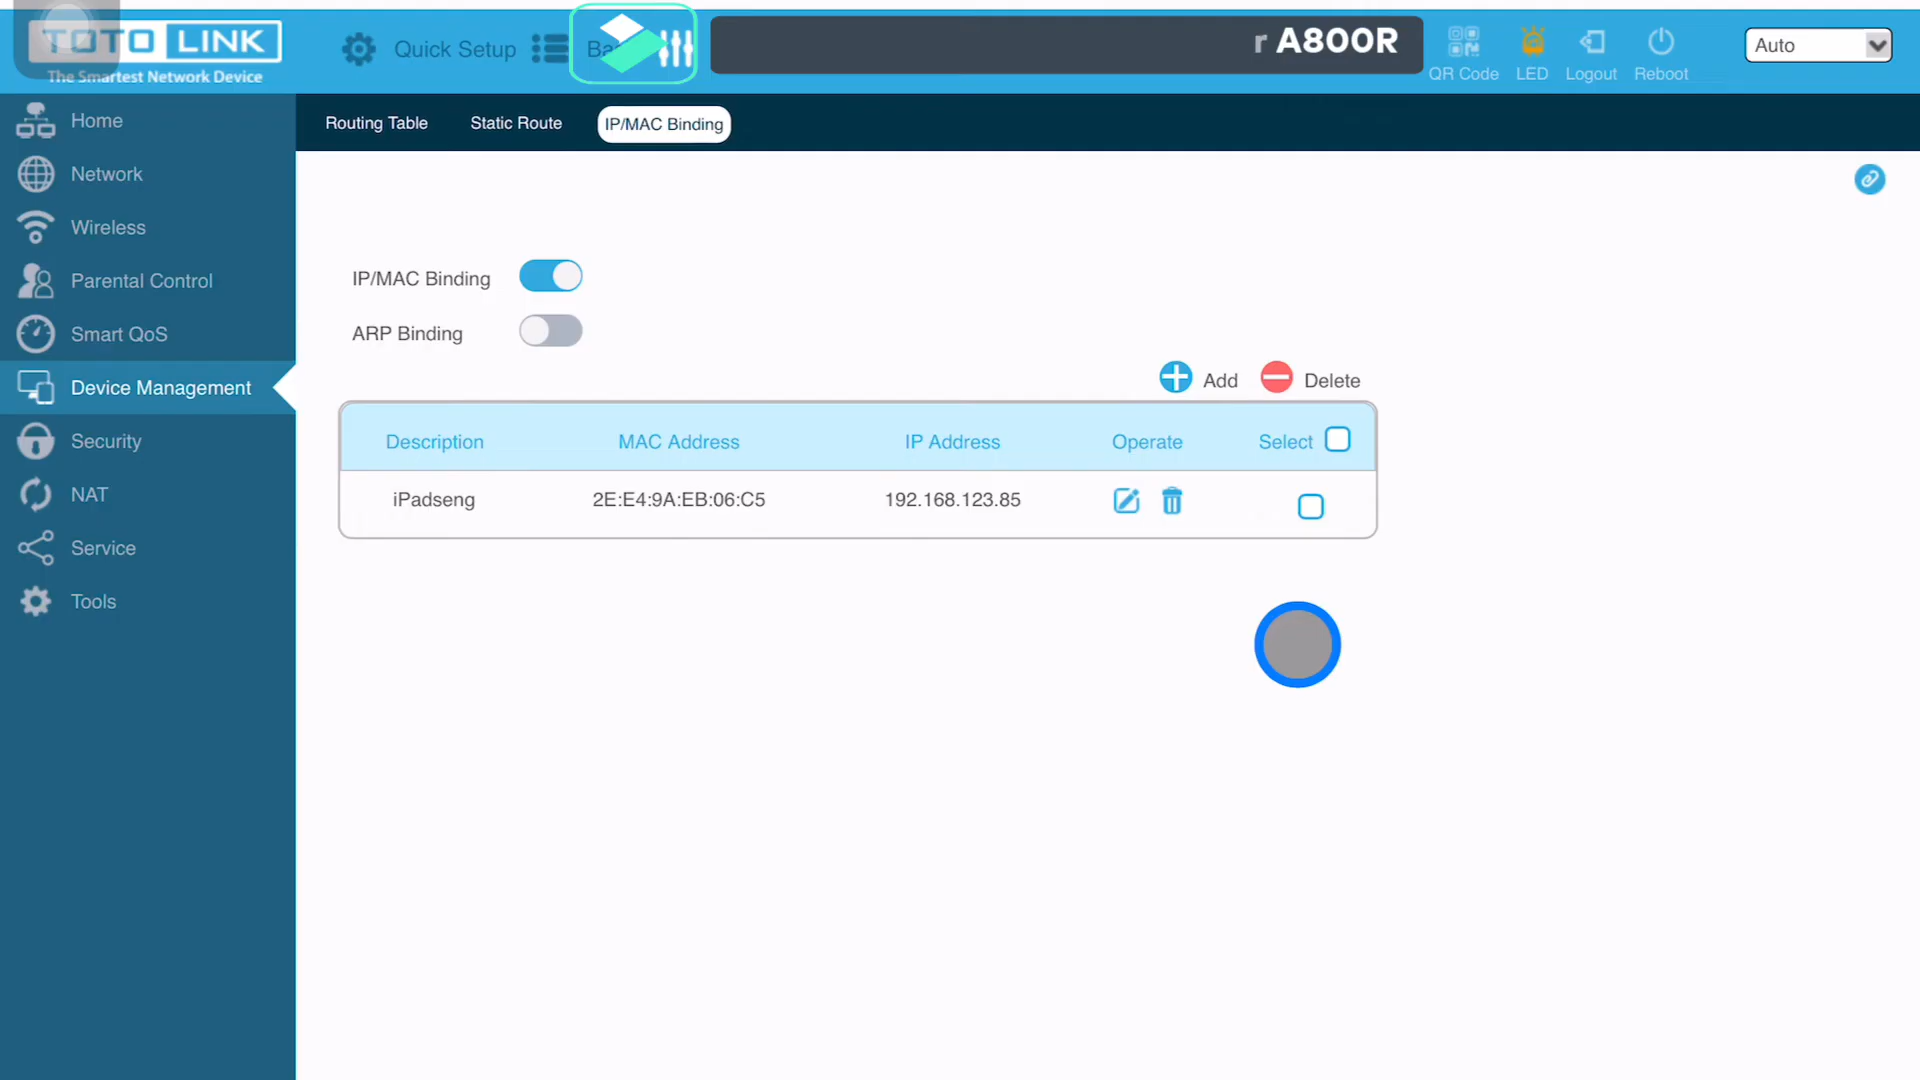 TOTO LINK
The Smartest Network Device
Quick Setup
r A800R
QR Code
LED
Logout
Reboot
Auto
Home
Network
Wireless
Parental Control
Smart QoS
Device Management
Security
NAT
Service
Tools
Routing Table
Static Route
IP/MAC Binding
IP/MAC Binding
ARP Binding
Add
Delete
Description MAC Address IP Address Operate Select
iPadseng 2E:E4:9A:EB:06:C5 192.168.123.85